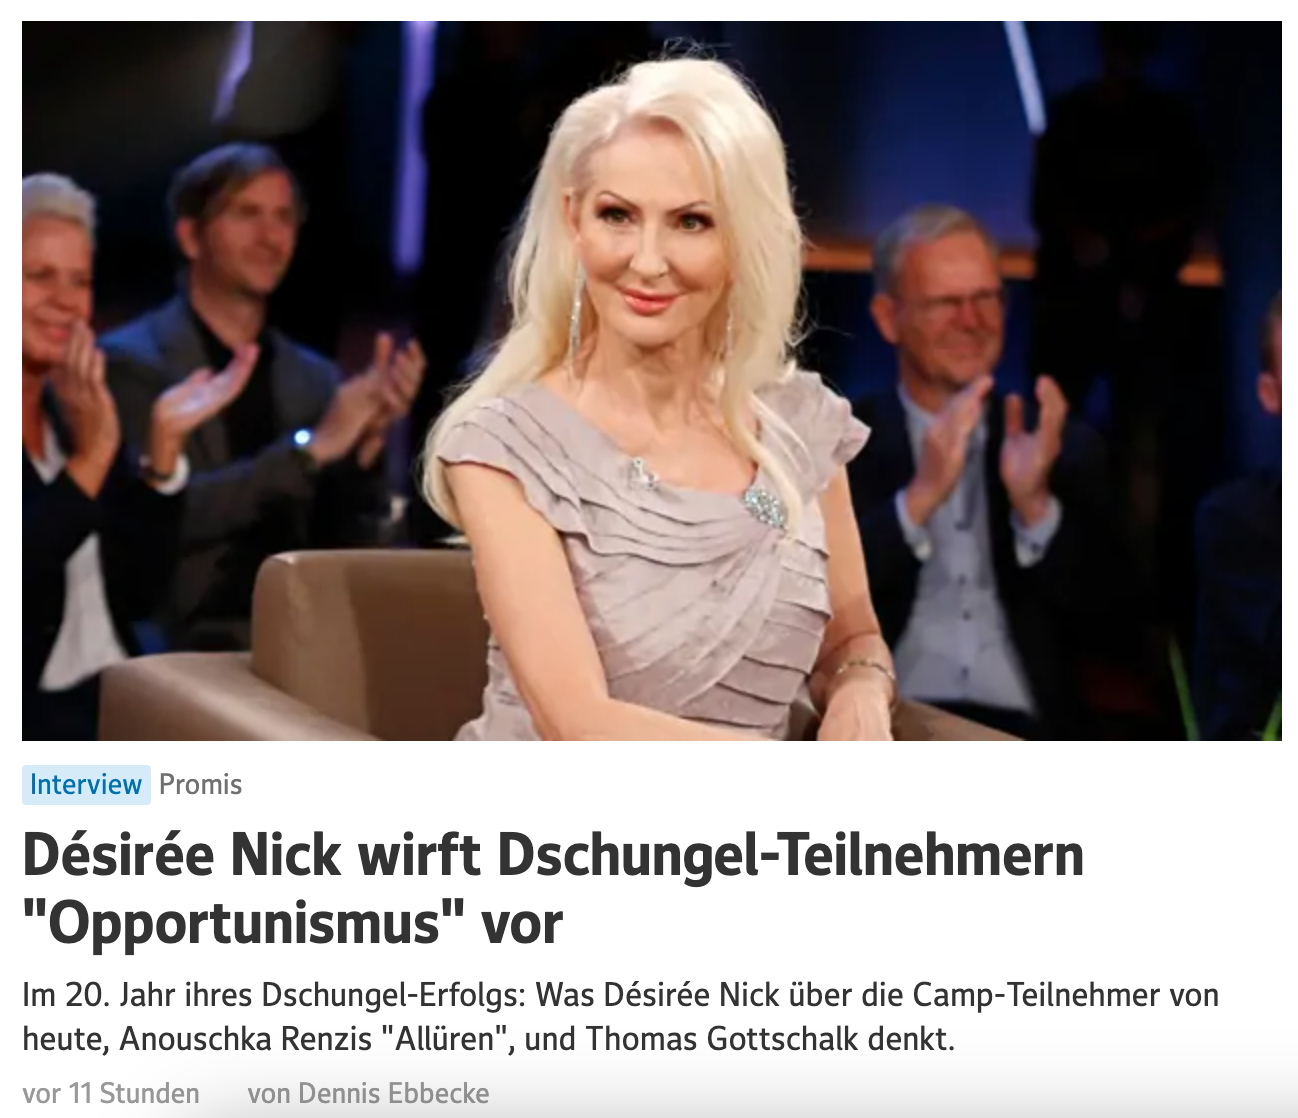 Interview Promis
Désirée Nick wirft Dschungel-Teilnehmern
"Opportunismus" vor
Im 20. Jahr ihres Dschungel-Erfolgs: Was Désirée Nick über die Camp-Teilnehmer von
heute, Anouschka Renzis "Allüren", und Thomas Gottschalk denkt.
vor 11 Stunden von Dennis Ebbecke